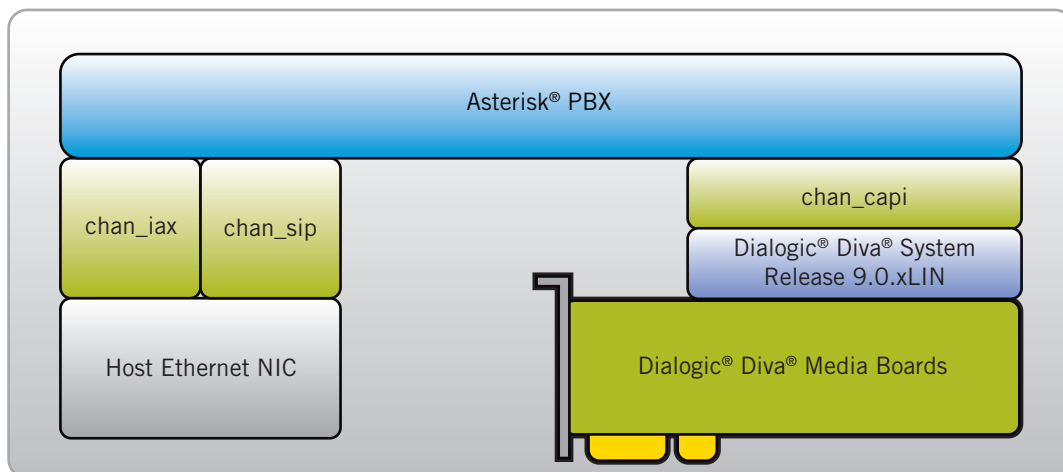 Asterisk® PBX
chan_iax
chan_sip
chan_capi
Dialogic® Diva® System
Release 9.0.xLIN
Host Ethernet NIC
Dialogic® Diva® Media Boards